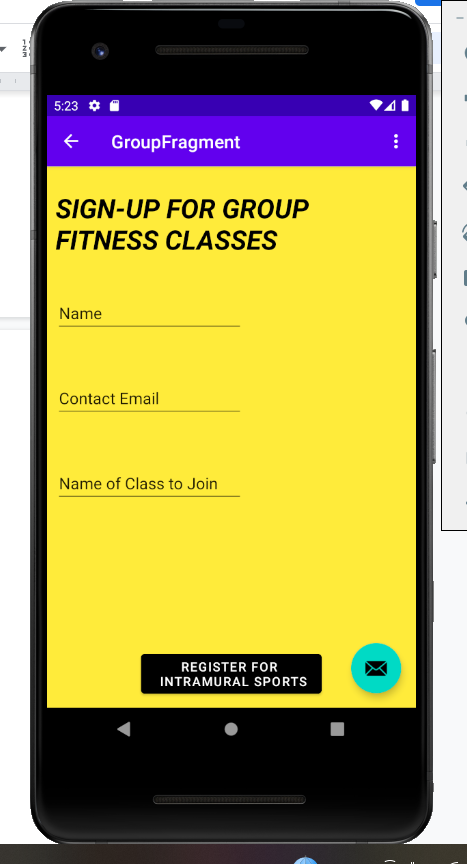 5:23
GroupFragment
SIGN-UP FOR GROUP
FITNESS CLASSES
Name
Contact Email
Name of Class to Join
REGISTER FOR
INTRAMURAL SPORTS